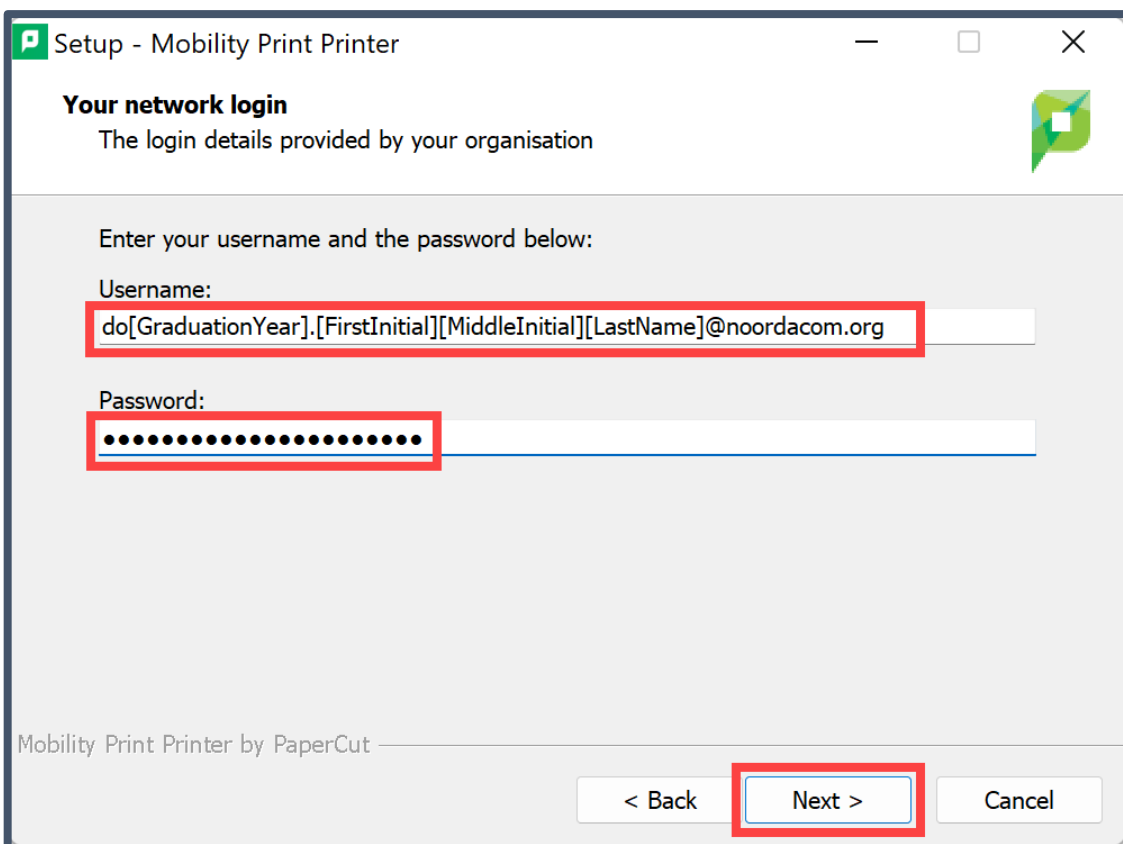 Setup - Mobility Print Printer
Your network login
The login details provided by your organisation
Enter your username and the password below:
Username:
do[GraduationYear].[FirstInitial][MiddleInitial][LastName]@noordacom.org
Password:
●●●●●●●●●●●●●●●●●●●●●●
Mobility Print Printer by PaperCut
< Back
Next >
Cancel